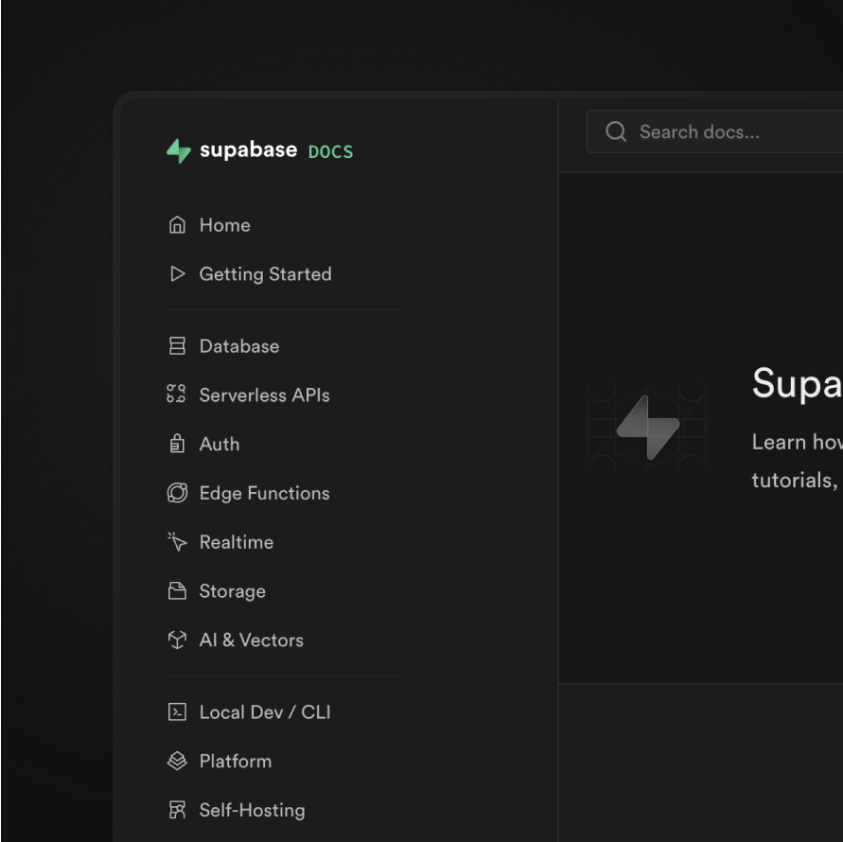 supabase DOCS
Search docs...
Home
Getting Started
Database
Serverless APIs
Auth
Edge Functions
Realtime
Storage
AI & Vectors
Local Dev / CLI
Platform
Self-Hosting
Supa
Learn how
tutorials,